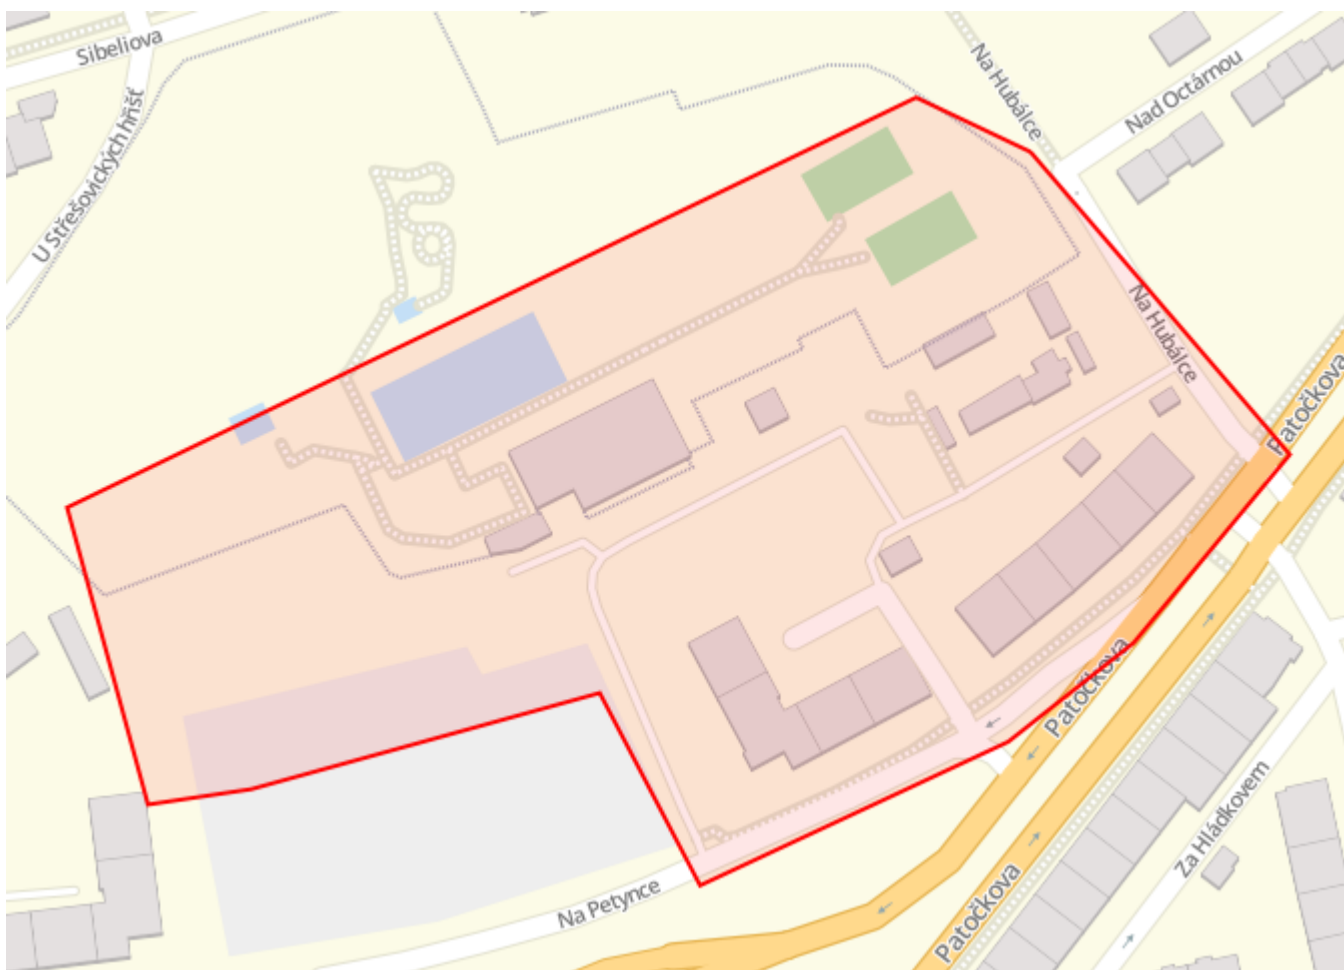 Sibeliova
Na Hubálce
Nad Octárnou
U Střešovických hřišť
Na Hubálce
Patočkova
Patočkova
Za Hládkovem
Na Petynce
Patočkova